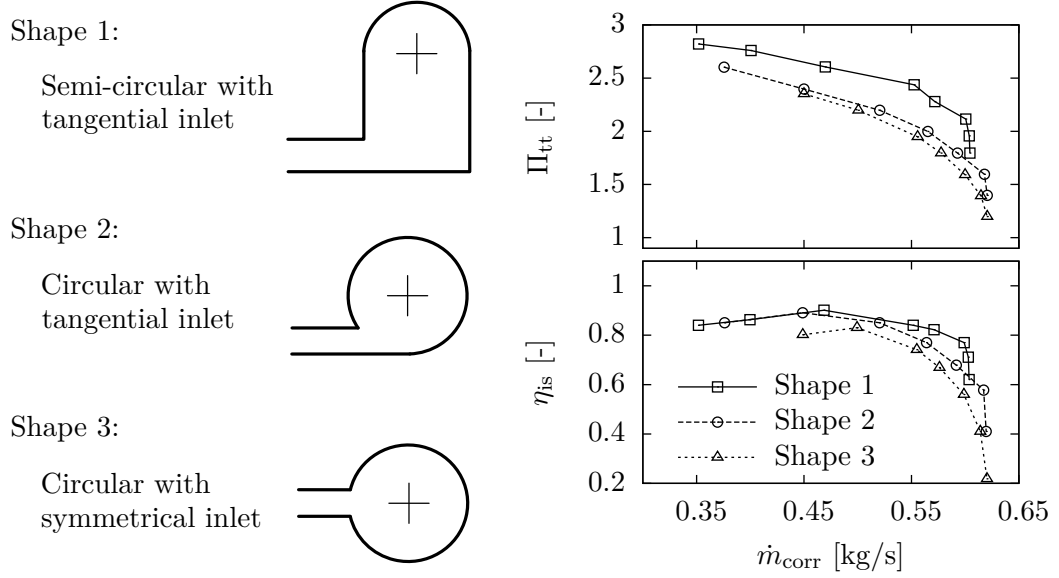 Shape 1:
Semi-circular with
tangential inlet
Shape 2:
Circular with
tangential inlet
Shape 3:
Circular with
symmetrical inlet
Π_tt [-]
3
2.5
2
1.5
1
η_is [-]
1
0.8
0.6
0.4
0.2
Shape 1
Shape 2
Shape 3
0.35 0.45 0.55 0.65
ṁ_corr [kg/s]